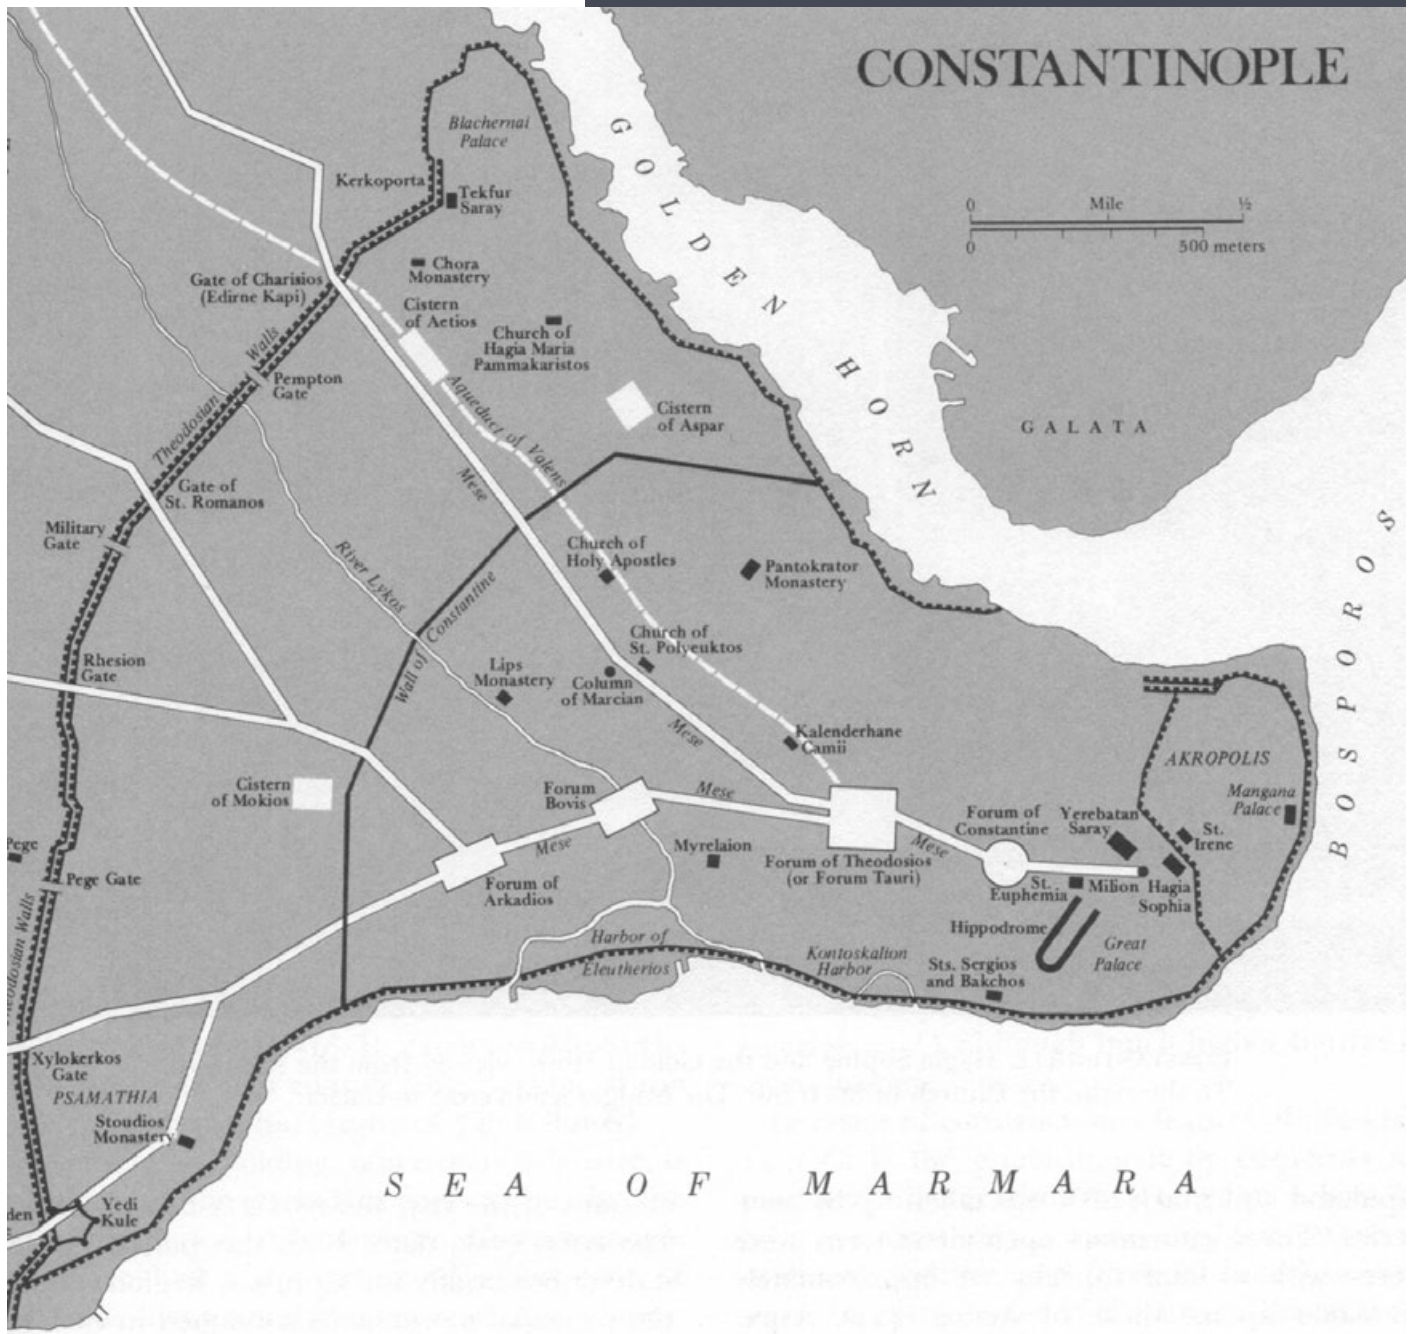 CONSTANTINOPLE
GOLDEN HORN
BOSPOROS
GALATA
0 Mile ½
0 500 meters
Blachernai
Palace
Kerkoporta
Tekfur
Saray
Gate of Charisios
(Edirne Kapi)
Chora
Monastery
Cistern
of Aetios
Church of
Hagia Maria
Pammakaristos
Walls
Theodosian
Pempton
Gate
Aqueduct of Valens
Cistern
of Aspar
Mese
Gate of
St. Romanos
Military
Gate
River Lykos
Wall of Constantine
Church of
Holy Apostles
Pantokrator
Monastery
Rhesion
Gate
Lips
Monastery
Column
of Marcian
Church of
St. Polyeuktos
Mese
Kalenderhane
Camii
AKROPOLIS
Mangana
Palace
Cistern
of Mokios
Forum
Bovis
Mese
Mese
Myrelaion
Forum of Theodosios
(or Forum Tauri)
Mese
Forum of
Constantine
Yerebatan
Saray
St.
Irene
St.
Euphemia
Milion
Hagia
Sophia
Pege
Pege Gate
Forum of
Arkadios
Hippodrome
Great
Palace
Harbor of
Eleutherios
Kontoskalion
Harbor
Sts. Sergios
and Bakchos
Walls
Xylokerkos
Gate
PSAMATHIA
Stoudios
Monastery
SEA OF MARMARA
den
Yedi
Kule